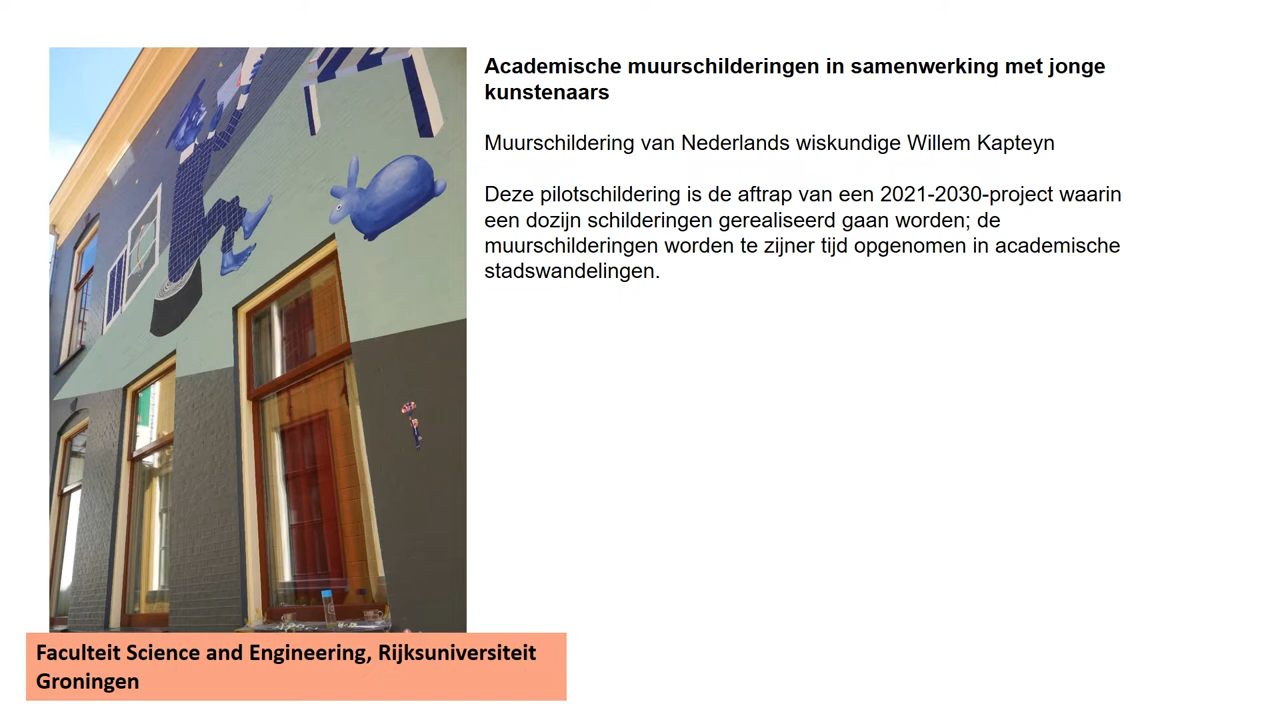 Academische muurschilderingen in samenwerking met jonge
kunstenaars
Muurschildering van Nederlands wiskundige Willem Kapteyn
Deze pilotschildering is de aftrap van een 2021-2030-project waarin
een dozijn schilderingen gerealiseerd gaan worden; de
muurschilderingen worden te zijner tijd opgenomen in academische
stadswandelingen.
Faculteit Science and Engineering, Rijksuniversiteit
Groningen